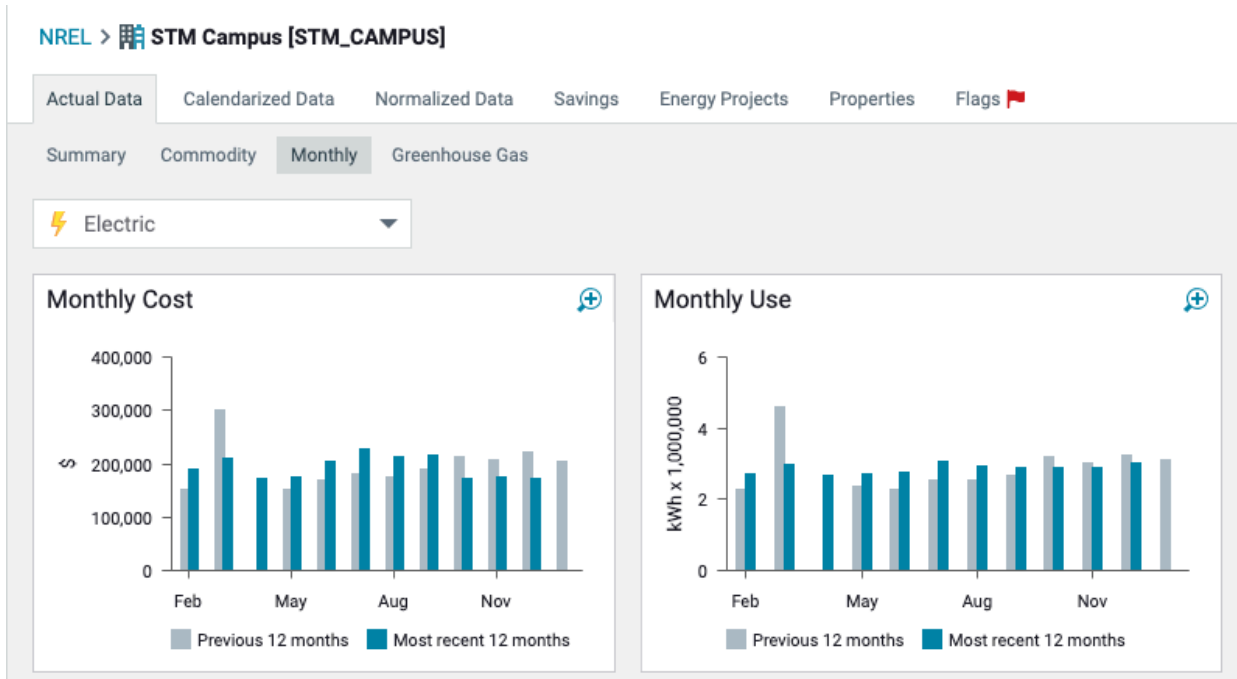 NREL > STM Campus [STM_CAMPUS]
Actual Data Calendarized Data Normalized Data Savings Energy Projects Properties Flags
Summary Commodity Monthly Greenhouse Gas
Electric
Monthly Cost
400,000
300,000
200,000
100,000
0
$
Feb May Aug Nov
Previous 12 months Most recent 12 months
Monthly Use
6
4
2
0
kWh x 1,000,000
Feb May Aug Nov
Previous 12 months Most recent 12 months